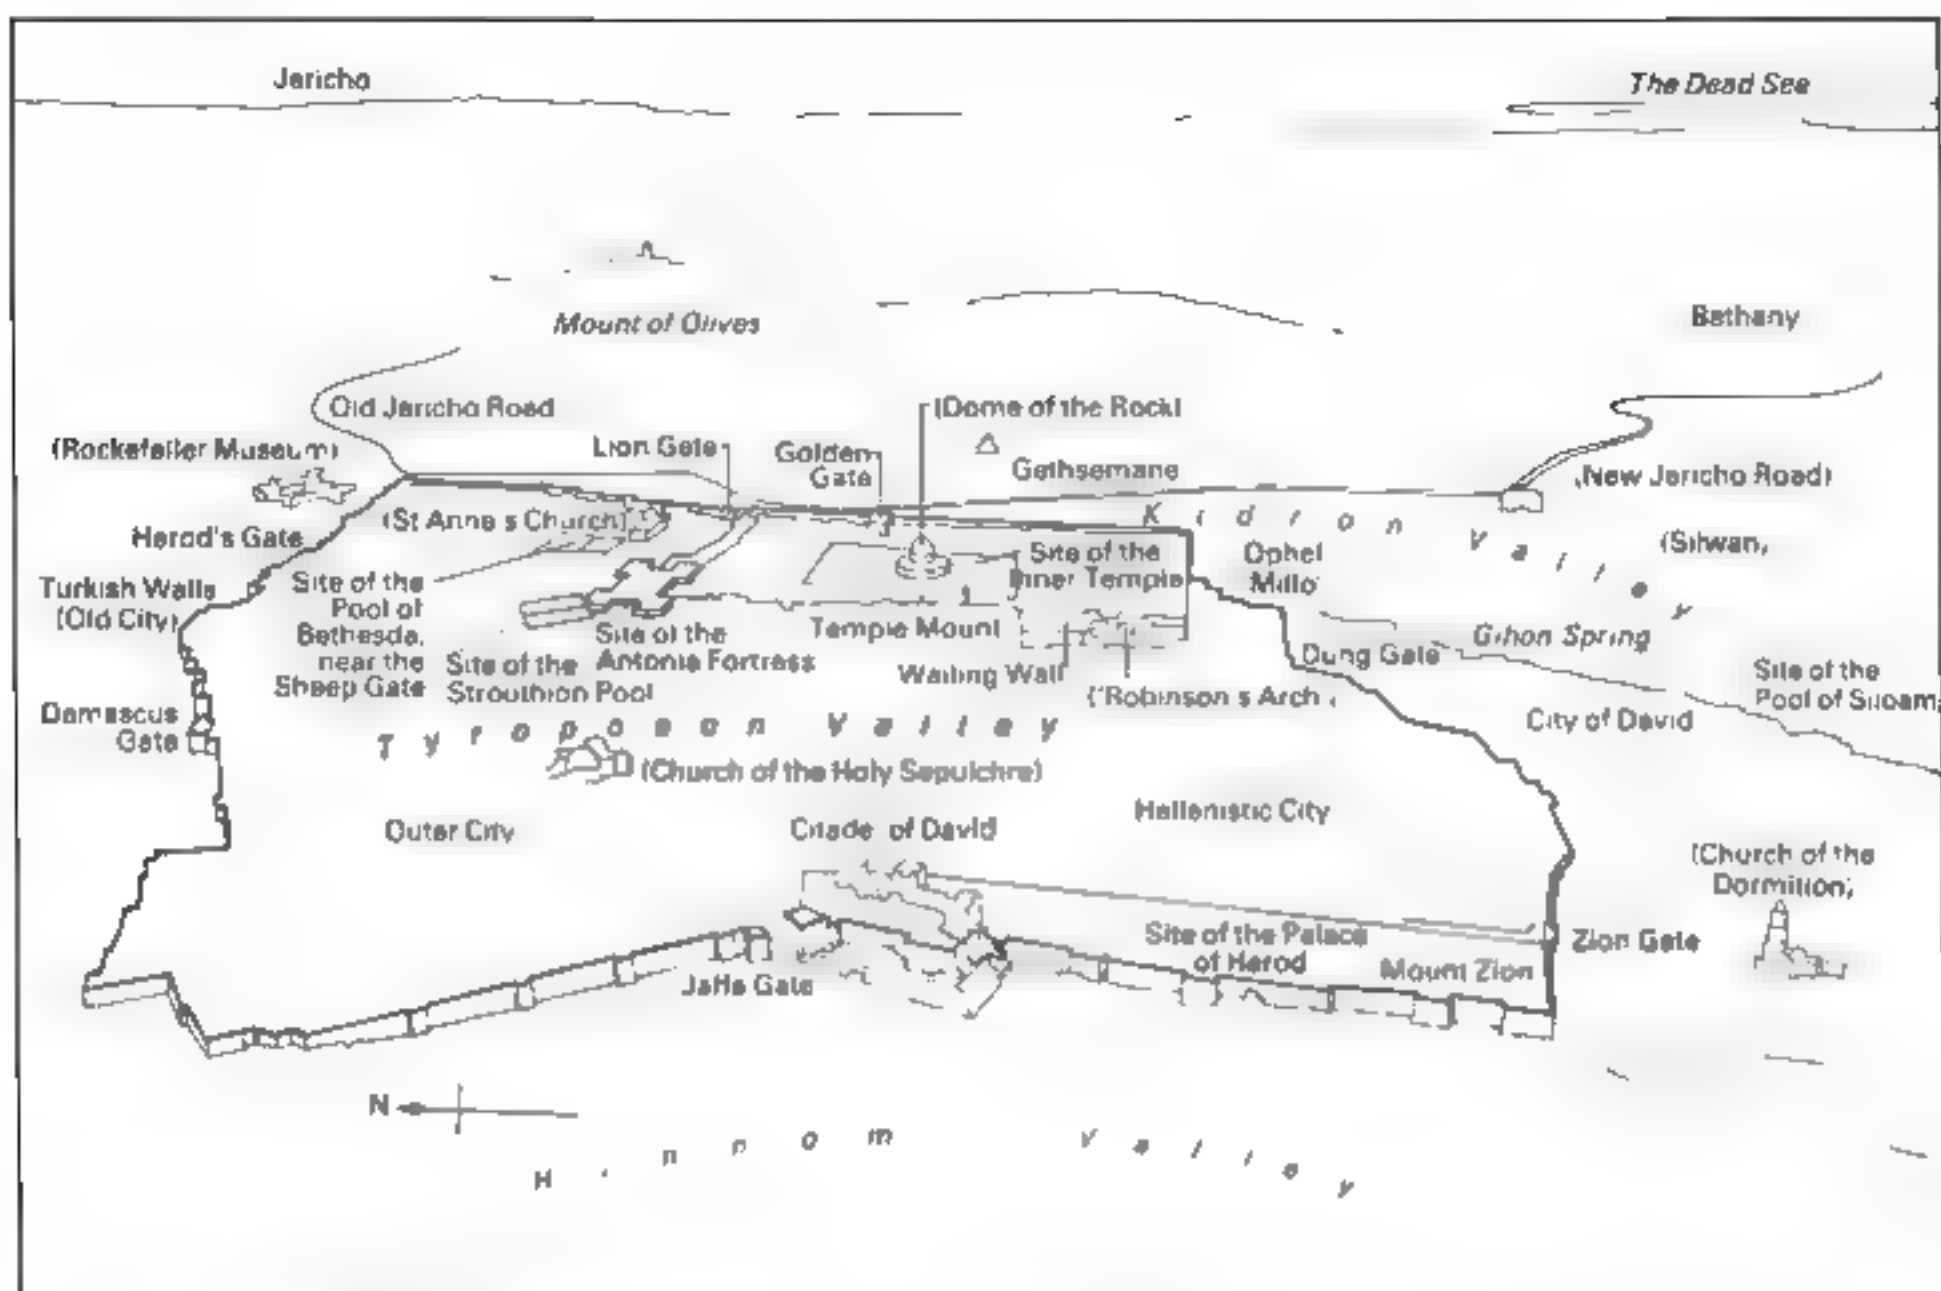 Jericho
The Dead Sea
Mount of Olives
Bethany
Old Jericho Road
(Dome of the Rock)
(Rockefeller Museum)
Lion Gate
Golden
Gate
Gethsemane
(New Jericho Road)
(St Anne's Church)
Kidron Valley
Herod's Gate
Site of the
Inner Temple
Ophel
Millo
(Silwan)
Turkish Walls
(Old City)
Site of the
Pool of
Bethesda,
near the
Sheep Gate
Site of the
Antonia Fortress
Temple Mount
Gihon Spring
Site of the
Strouthion Pool
Wailing Wall
('Robinson's Arch')
Dung Gate
Site of the
Pool of Siloam
City of David
Damascus
Gate
Tyropoeon Valley
(Church of the Holy Sepulchre)
Hellenistic City
Outer City
Citadel of David
(Church of the
Dormition)
Site of the Palace
of Herod
Mount Zion
Zion Gate
Jaffa Gate
N
Hinnom Valley